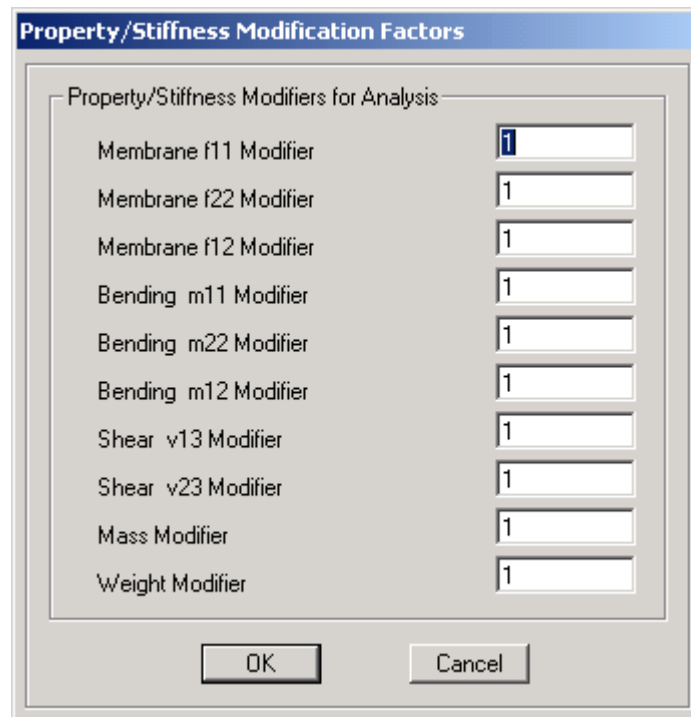 Property/Stiffness Modification Factors
Property/Stiffness Modifiers for Analysis
Membrane f11 Modifier 1
Membrane f22 Modifier 1
Membrane f12 Modifier 1
Bending m11 Modifier 1
Bending m22 Modifier 1
Bending m12 Modifier 1
Shear v13 Modifier 1
Shear v23 Modifier 1
Mass Modifier 1
Weight Modifier 1
OK Cancel